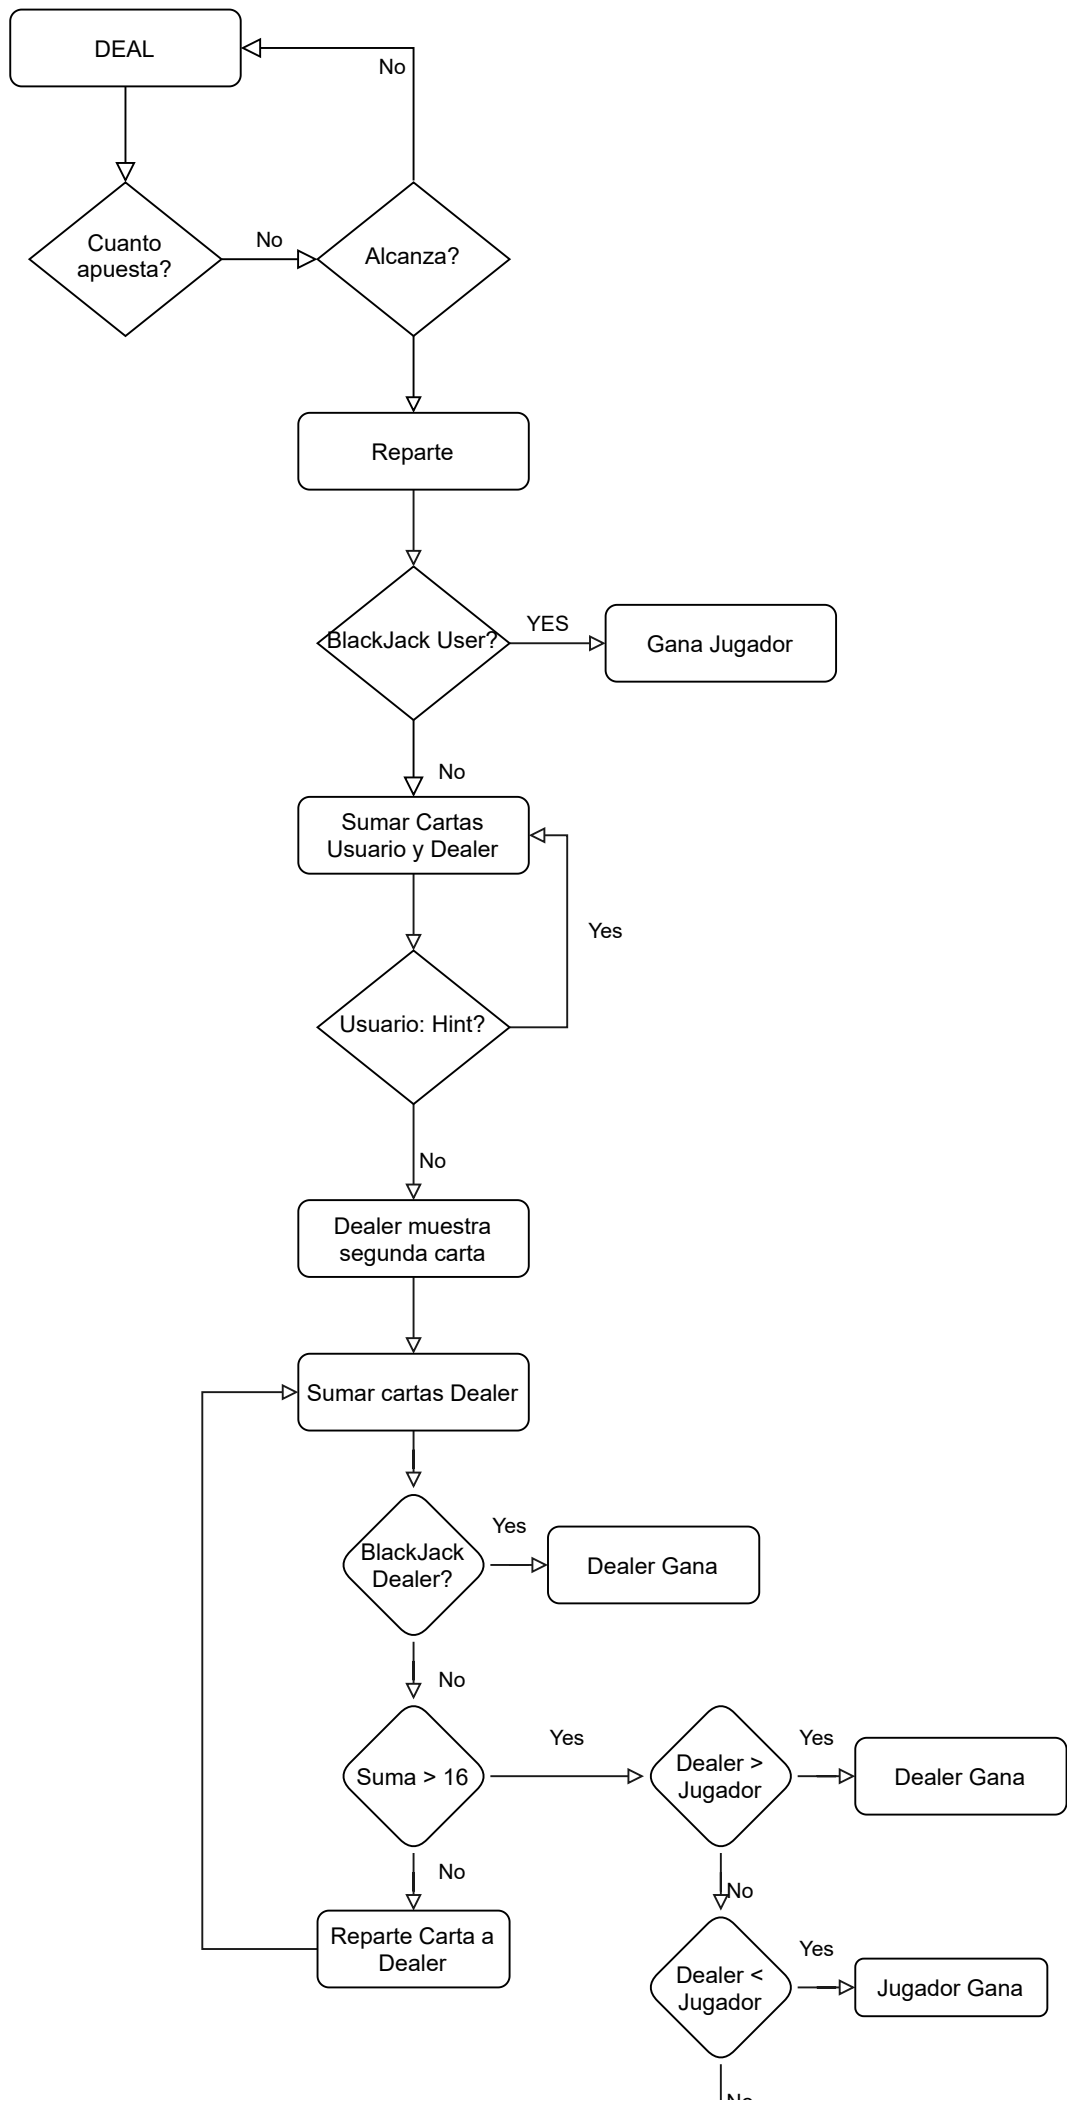 DEAL
No
Cuanto
apuesta?
No
Alcanza?
Reparte
BlackJack User?
YES
Gana Jugador
No
Sumar Cartas
Usuario y Dealer
Yes
Usuario: Hint?
No
Dealer muestra
segunda carta
Sumar cartas Dealer
BlackJack
Dealer?
Yes
Dealer Gana
No
Suma > 16
Yes
Dealer >
Jugador
Yes
Dealer Gana
No
No
Reparte Carta a
Dealer
Dealer <
Jugador
Yes
Jugador Gana
No